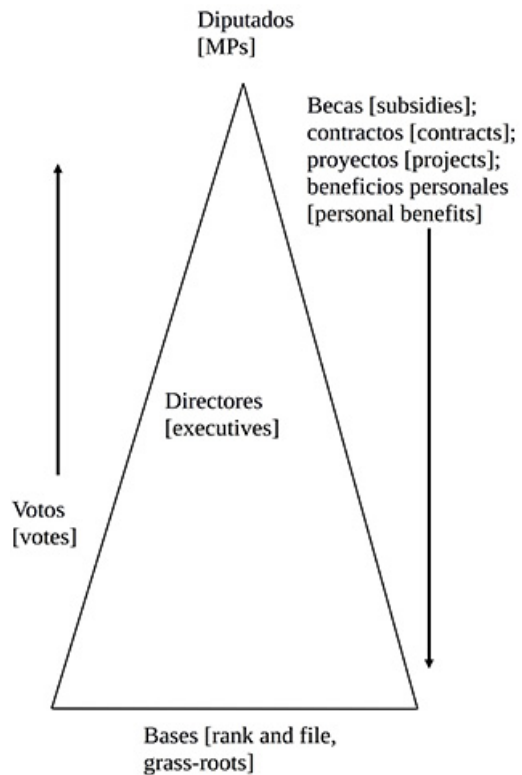 Diputados
[MPs]
Becas [subsidies];
contractos [contracts];
proyectos [projects];
beneficios personales
[personal benefits]
Directores
[executives]
Votos
[votes]
Bases [rank and file,
grass-roots]